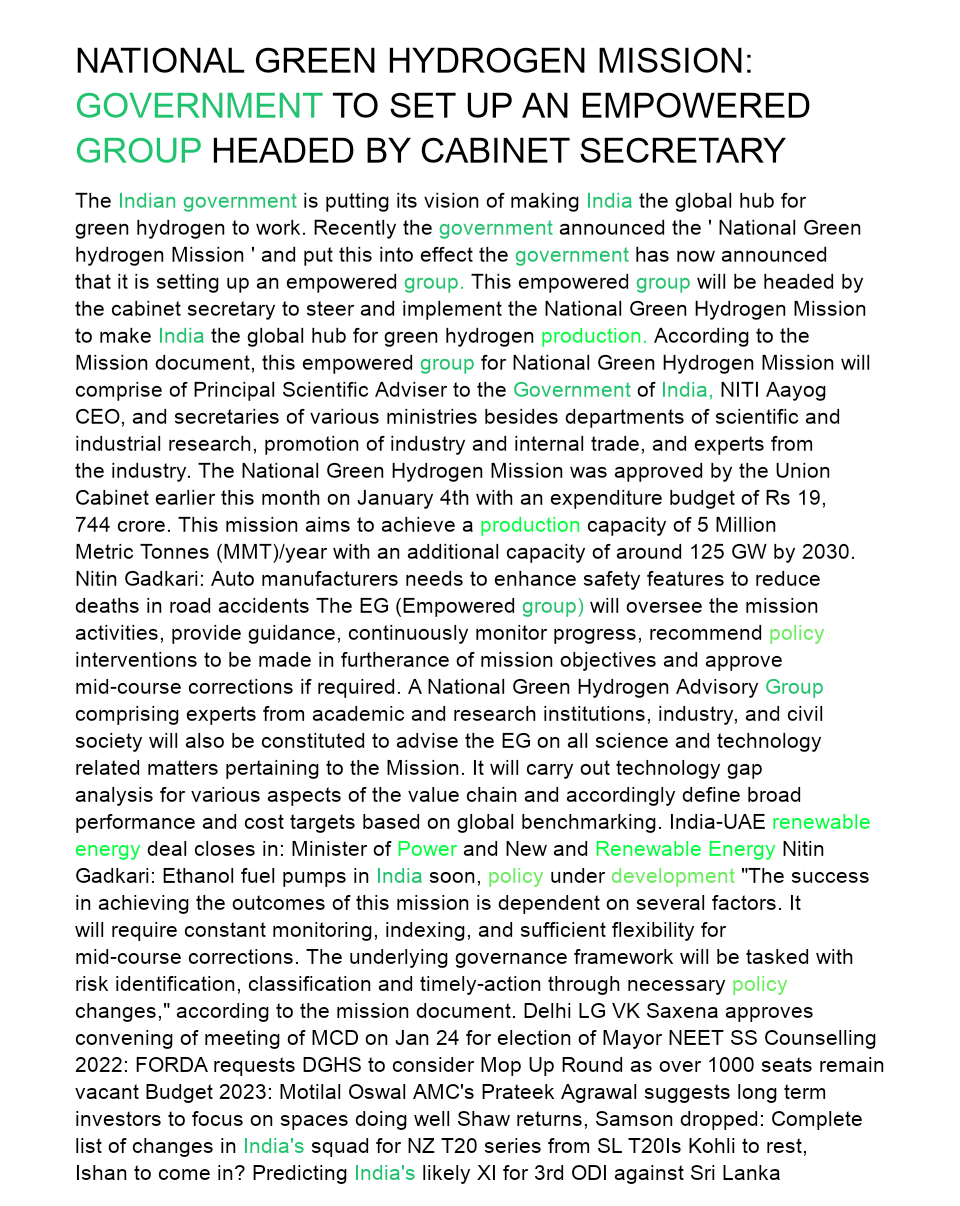 NATIONAL GREEN HYDROGEN MISSION:
GOVERNMENT TO SET UP AN EMPOWERED
GROUP HEADED BY CABINET SECRETARY
The Indian government is putting its vision of making India the global hub for
green hydrogen to work. Recently the government announced the ' National Green
hydrogen Mission ' and put this into effect the government has now announced
that it is setting up an empowered group. This empowered group will be headed by
the cabinet secretary to steer and implement the National Green Hydrogen Mission
to make India the global hub for green hydrogen production. According to the
Mission document, this empowered group for National Green Hydrogen Mission will
comprise of Principal Scientific Adviser to the Government of India, NITI Aayog
CEO, and secretaries of various ministries besides departments of scientific and
industrial research, promotion of industry and internal trade, and experts from
the industry. The National Green Hydrogen Mission was approved by the Union
Cabinet earlier this month on January 4th with an expenditure budget of Rs 19,
744 crore. This mission aims to achieve a production capacity of 5 Million
Metric Tonnes (MMT)/year with an additional capacity of around 125 GW by 2030.
Nitin Gadkari: Auto manufacturers needs to enhance safety features to reduce
deaths in road accidents The EG (Empowered group) will oversee the mission
activities, provide guidance, continuously monitor progress, recommend policy
interventions to be made in furtherance of mission objectives and approve
mid-course corrections if required. A National Green Hydrogen Advisory Group
comprising experts from academic and research institutions, industry, and civil
society will also be constituted to advise the EG on all science and technology
related matters pertaining to the Mission. It will carry out technology gap
analysis for various aspects of the value chain and accordingly define broad
performance and cost targets based on global benchmarking. India-UAE renewable
energy deal closes in: Minister of Power and New and Renewable Energy Nitin
Gadkari: Ethanol fuel pumps in India soon, policy under development "The success
in achieving the outcomes of this mission is dependent on several factors. It
will require constant monitoring, indexing, and sufficient flexibility for
mid-course corrections. The underlying governance framework will be tasked with
risk identification, classification and timely-action through necessary policy
changes," according to the mission document. Delhi LG VK Saxena approves
convening of meeting of MCD on Jan 24 for election of Mayor NEET SS Counselling
2022: FORDA requests DGHS to consider Mop Up Round as over 1000 seats remain
vacant Budget 2023: Motilal Oswal AMC's Prateek Agrawal suggests long term
investors to focus on spaces doing well Shaw returns, Samson dropped: Complete
list of changes in India's squad for NZ T20 series from SL T20Is Kohli to rest,
Ishan to come in? Predicting India's likely XI for 3rd ODI against Sri Lanka